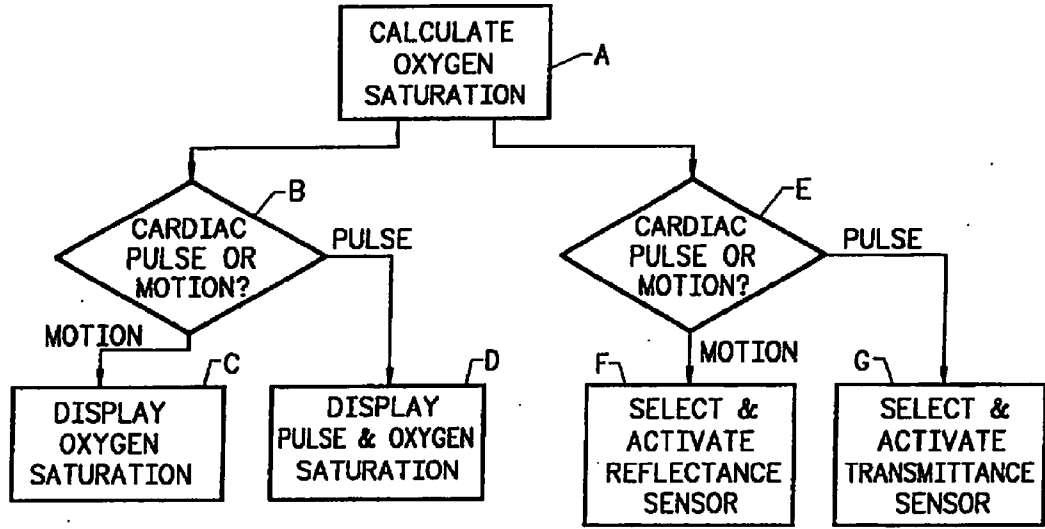 CALCULATE
OXYGEN
SATURATION
A
B
CARDIAC
PULSE OR
MOTION?
PULSE
MOTION
E
CARDIAC
PULSE OR
MOTION?
PULSE
MOTION
C
DISPLAY
OXYGEN
SATURATION
D
DISPLAY
PULSE & OXYGEN
SATURATION
F
SELECT &
ACTIVATE
REFLECTANCE
SENSOR
G
SELECT &
ACTIVATE
TRANSMITTANCE
SENSOR